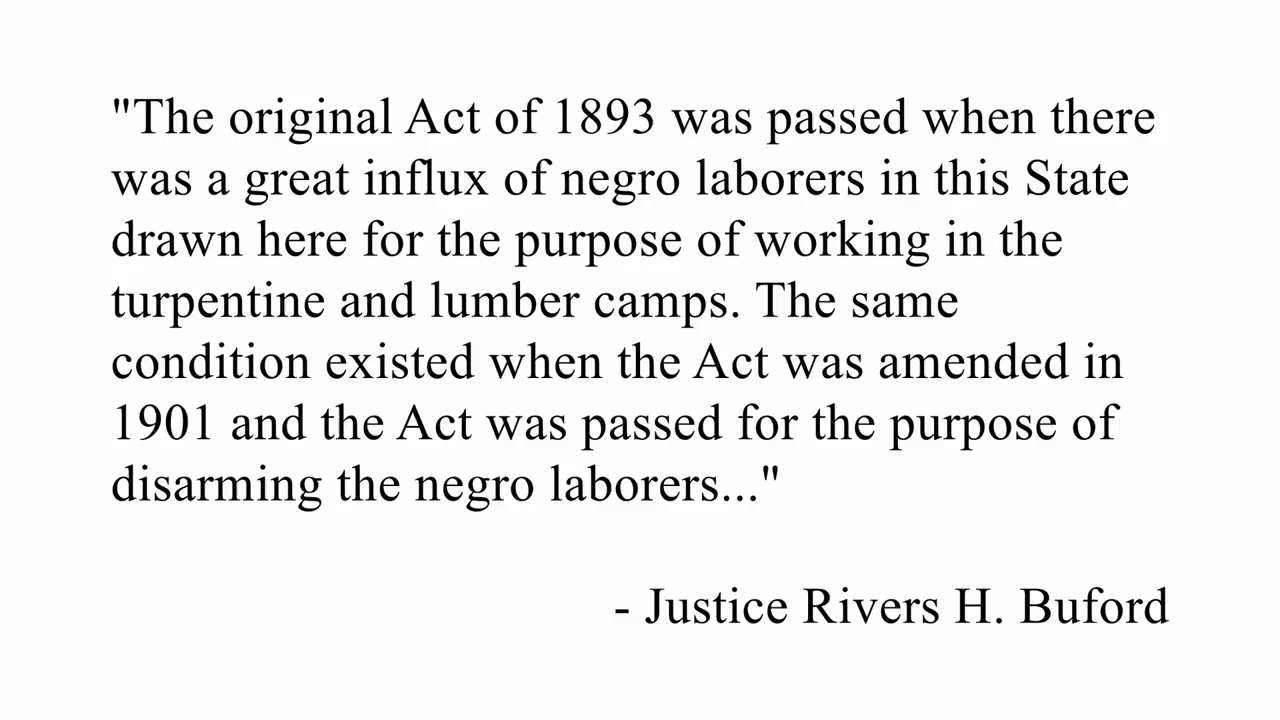 "The original Act of 1893 was passed when there
was a great influx of negro laborers in this State
drawn here for the purpose of working in the
turpentine and lumber camps. The same
condition existed when the Act was amended in
1901 and the Act was passed for the purpose of
disarming the negro laborers..."
- Justice Rivers H. Buford